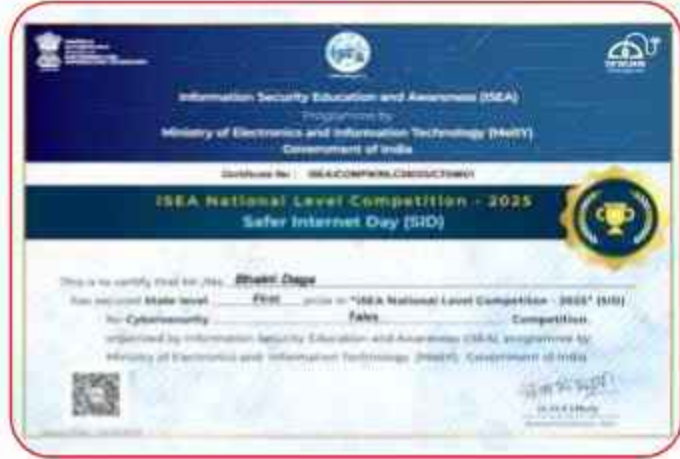 Information Security Education and Awareness (ISEA)
Programme by
Ministry of Electronics and Information Technology (MeitY)
Government of India
Certificate No :
ISEA National Level Competition - 2025
Safer Internet Day (SID)
This is to certify that Mr./Ms. Bhakti Daga
has secured State level First prize in "ISEA National Level Competition - 2025" (SID)
for Cybersecurity Tales Competition
organized by Information Security Education and Awareness (ISEA), programme by
Ministry of Electronics and Information Technology (MeitY), Government of India